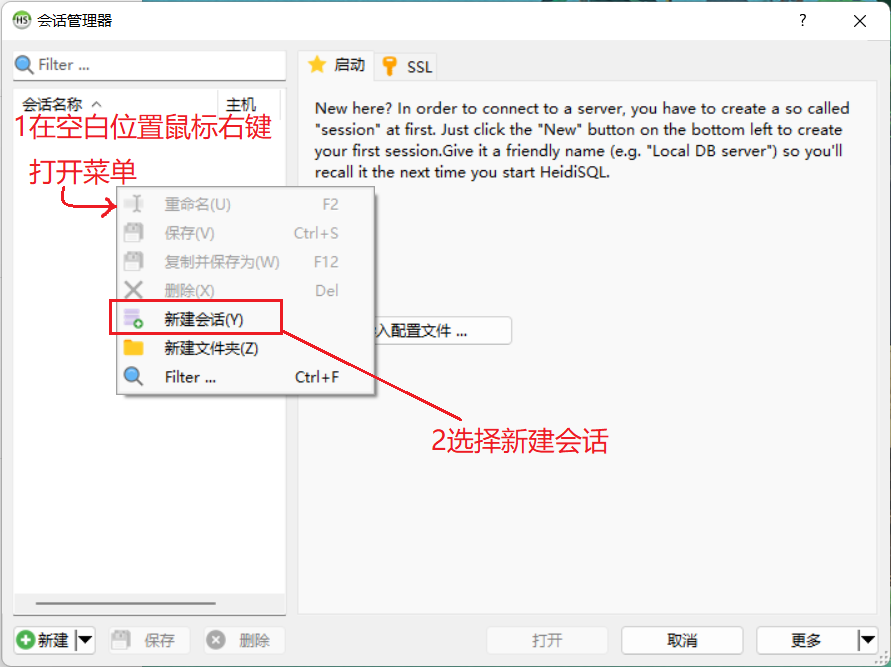 HS 会话管理器 ?
Filter ...
会话名称 主机
1在空白位置鼠标右键
打开菜单
重命名(U) F2
保存(V) Ctrl+S
复制并保存为(W) F12
删除(X) Del
新建会话(Y)
新建文件夹(Z)
Filter ... Ctrl+F
启动 SSL
New here? In order to connect to a server, you have to create a so called
"session" at first. Just click the "New" button on the bottom left to create
your first session.Give it a friendly name (e.g. "Local DB server") so you'll
recall it the next time you start HeidiSQL.
入配置文件 ...
2选择新建会话
新建 保存 删除 打开 取消 更多